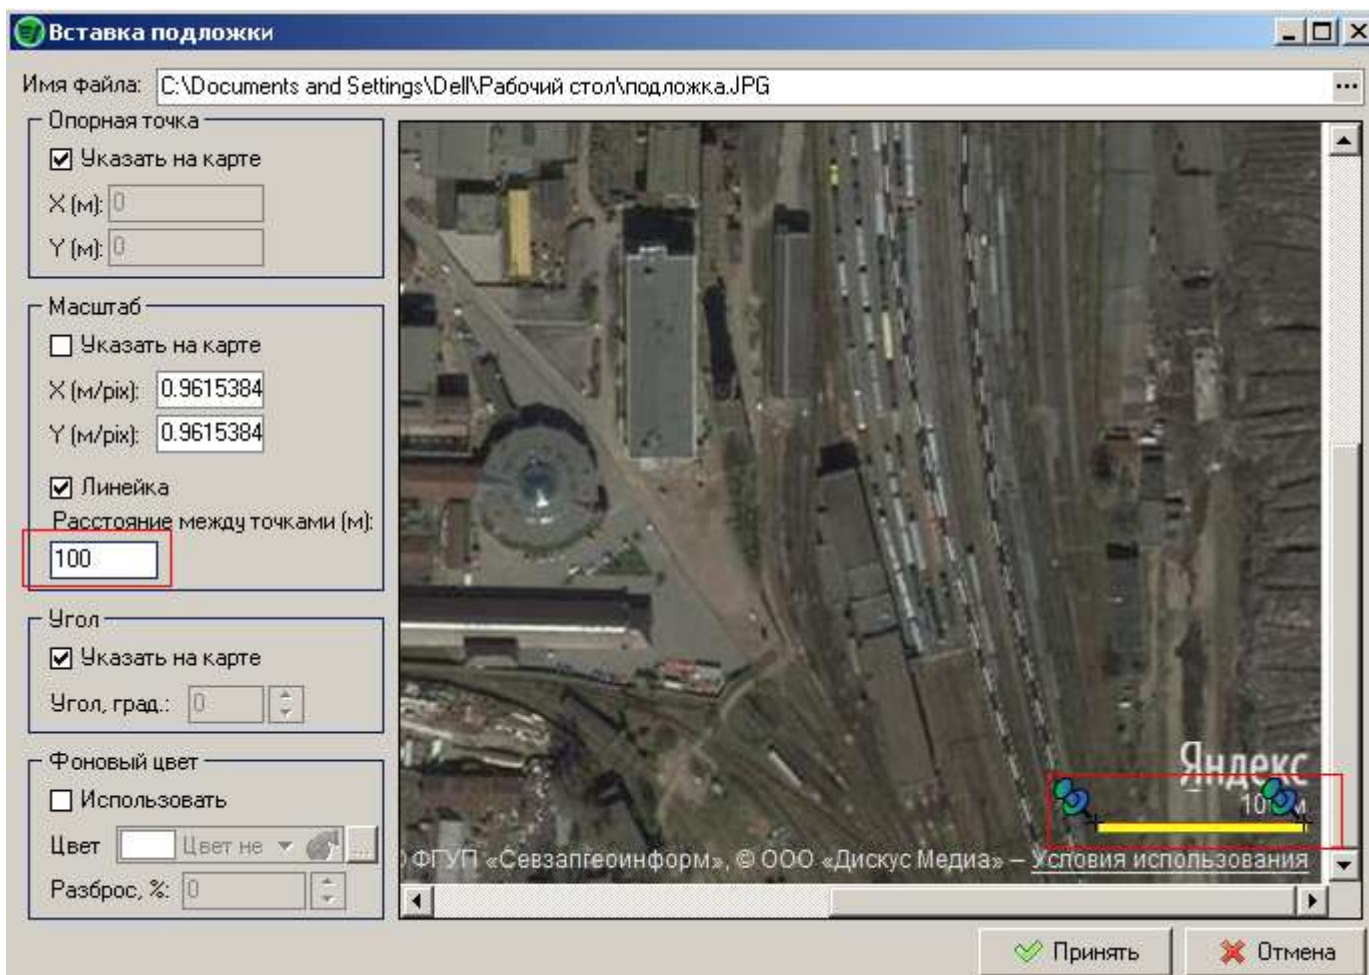 Вставка подложки
Имя файла: C:\Documents and Settings\Dell\Рабочий стол\подложка.JPG ...
Опорная точка
Указать на карте
X (м): 0
Y (м): 0
Масштаб
Указать на карте
X (м/pix): 0.9615384
Y (м/pix): 0.9615384
Линейка
Расстояние между точками (м):
100
Угол
Указать на карте
Угол, град.: 0
Фоновый цвет
Использовать
Цвет Цвет не ...
Разброс, %: 0
Яндекс
м
ФГУП «Севзапгеоинформ», © ООО «Дискус Медиа» – Условия использования
Принять Отмена